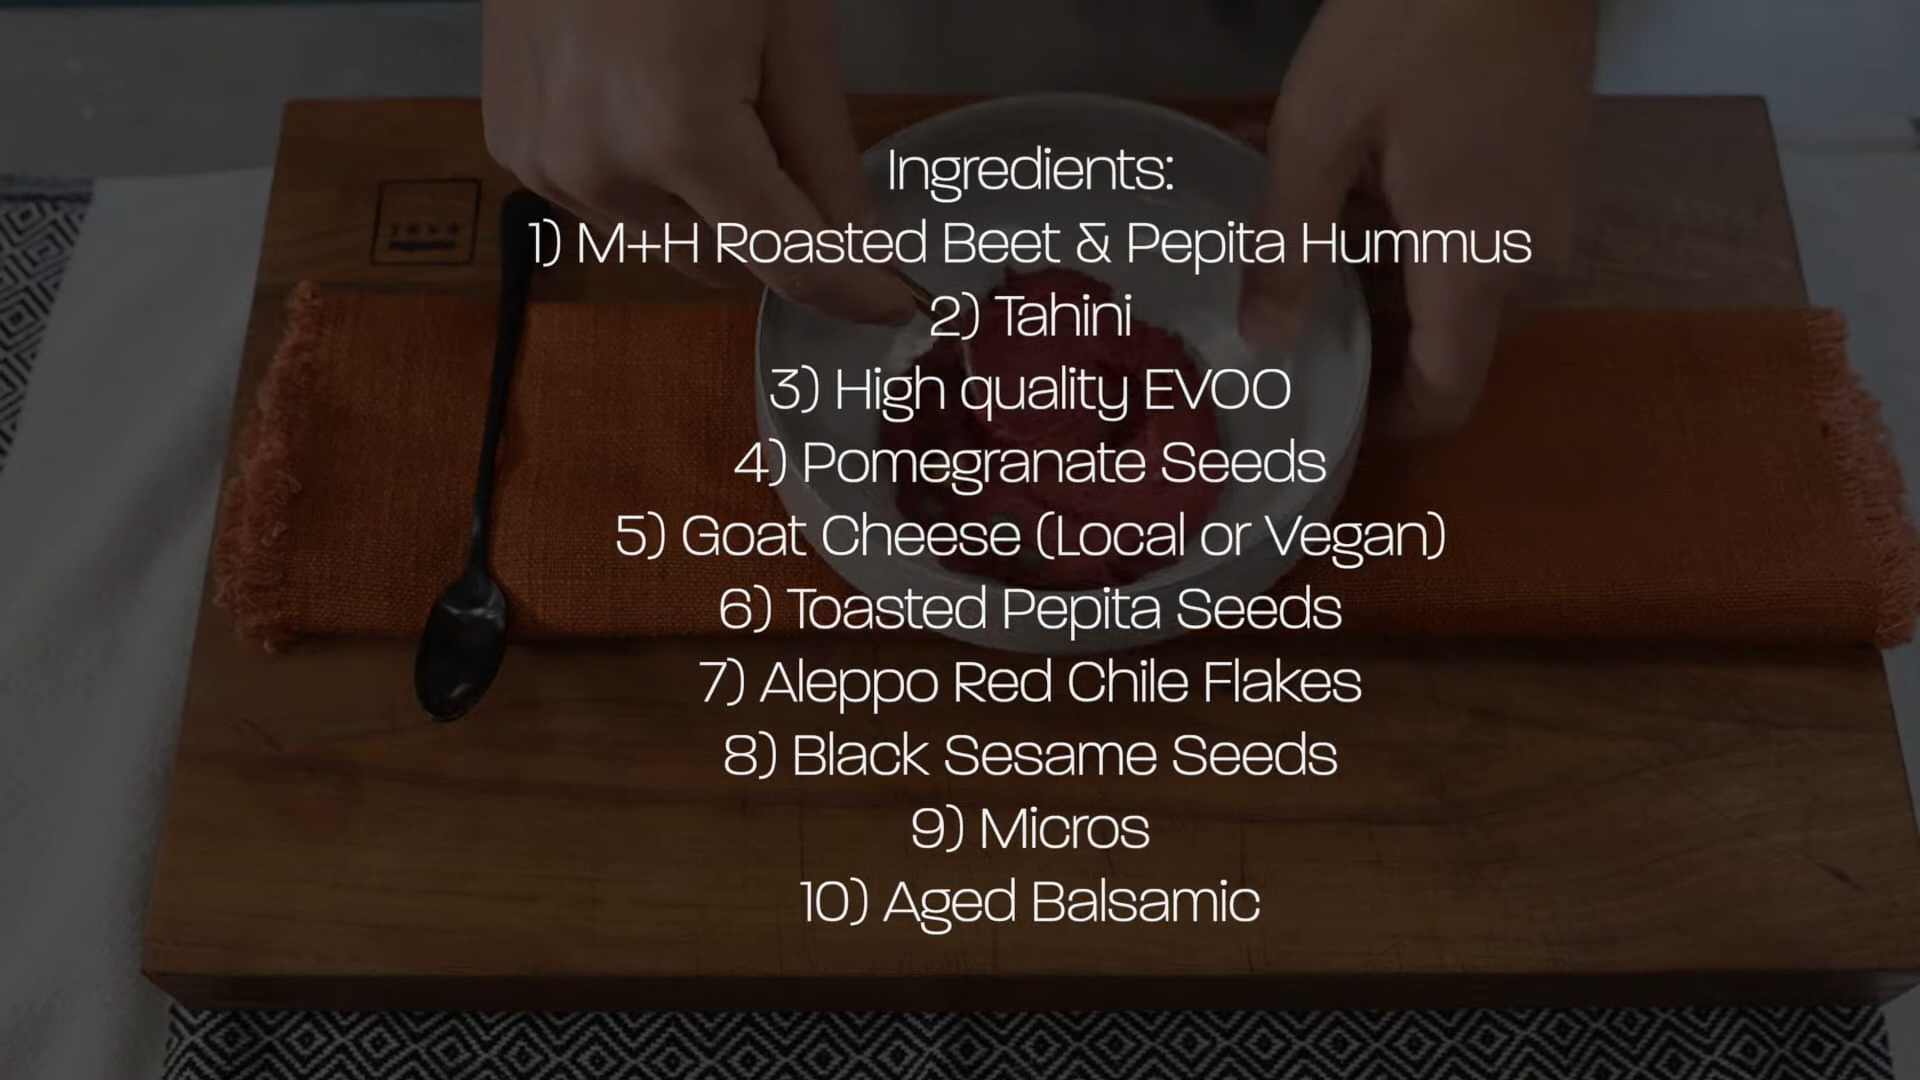 Ingredients:
1) M+H Roasted Beet & Pepita Hummus
2) Tahini
3) High quality EVOO
4) Pomegranate Seeds
5) Goat Cheese (Local or Vegan)
6) Toasted Pepita Seeds
7) Aleppo Red Chile Flakes
8) Black Sesame Seeds
9) Micros
10) Aged Balsamic